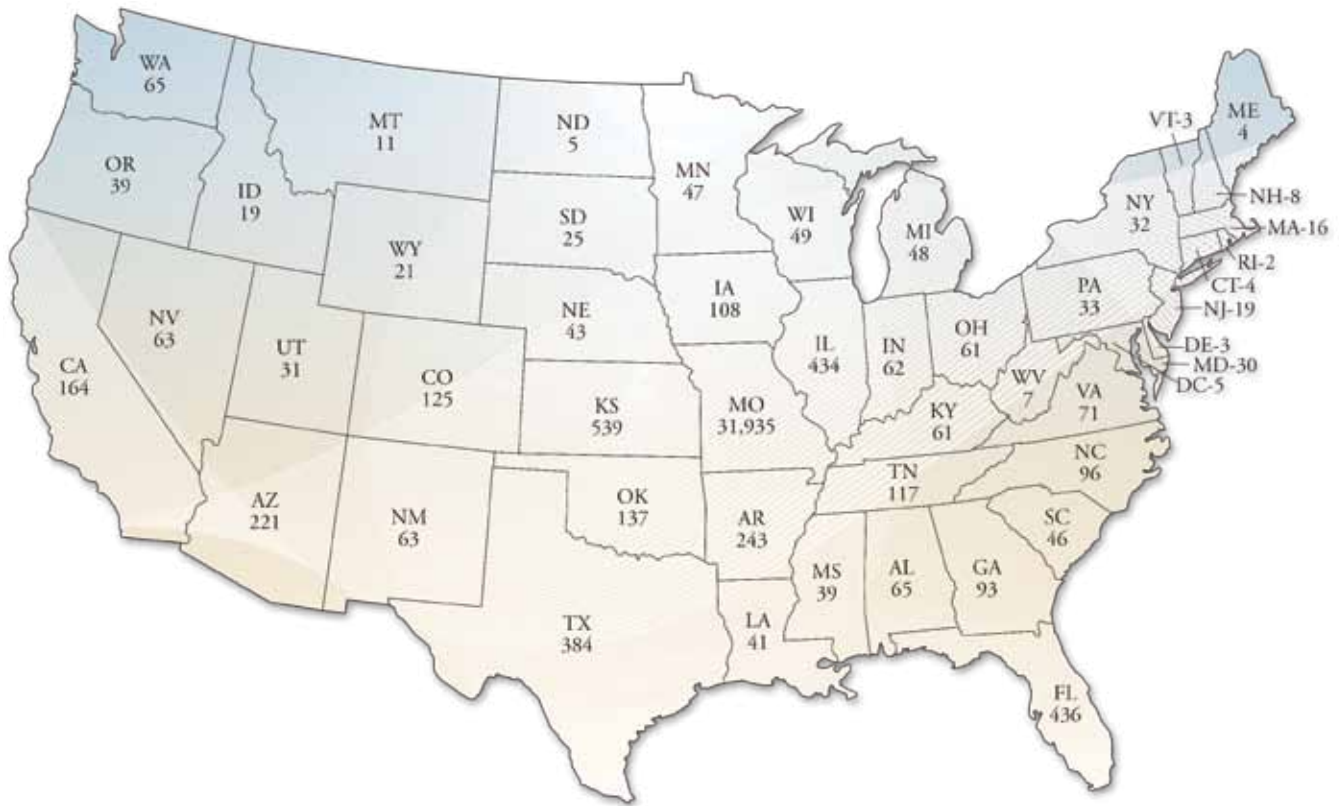 WA
65
OR
39
CA
164
NV
63
ID
19
MT
11
WY
21
UT
31
AZ
221
CO
125
NM
63
ND
5
SD
25
NE
43
KS
539
OK
137
TX
384
MN
47
IA
108
MO
31,935
AR
243
LA
41
WI
49
IL
434
MI
48
IN
62
OH
61
KY
61
TN
117
MS
39
AL
65
GA
93
FL
436
SC
46
NC
96
VA
71
WV
7
PA
33
NY
32
VT-3
ME
4
NH-8
MA-16
RI-2
CT-4
NJ-19
DE-3
MD-30
DC-5